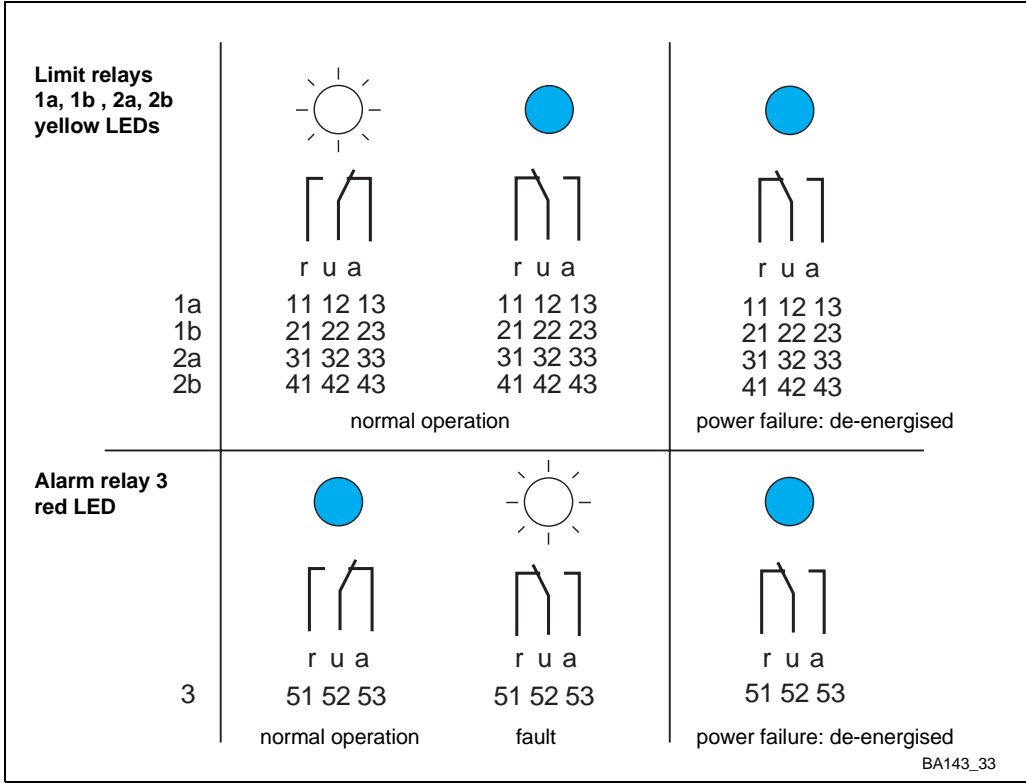 Limit relays
1a, 1b , 2a, 2b
yellow LEDs
r u a r u a r u a
1a 11 12 13 11 12 13 11 12 13
1b 21 22 23 21 22 23 21 22 23
2a 31 32 33 31 32 33 31 32 33
2b 41 42 43 41 42 43 41 42 43
normal operation power failure: de-energised
Alarm relay 3
red LED
r u a r u a r u a
3 51 52 53 51 52 53 51 52 53
normal operation fault power failure: de-energised
BA143_33